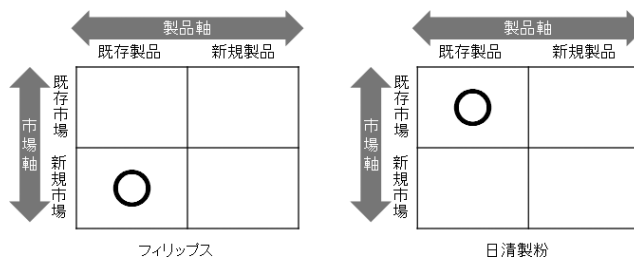 製品軸
既存製品
新規製品
市場軸
既存市場
新規市場
フィリップス
製品軸
既存製品
新規製品
市場軸
既存市場
新規市場
日清製粉